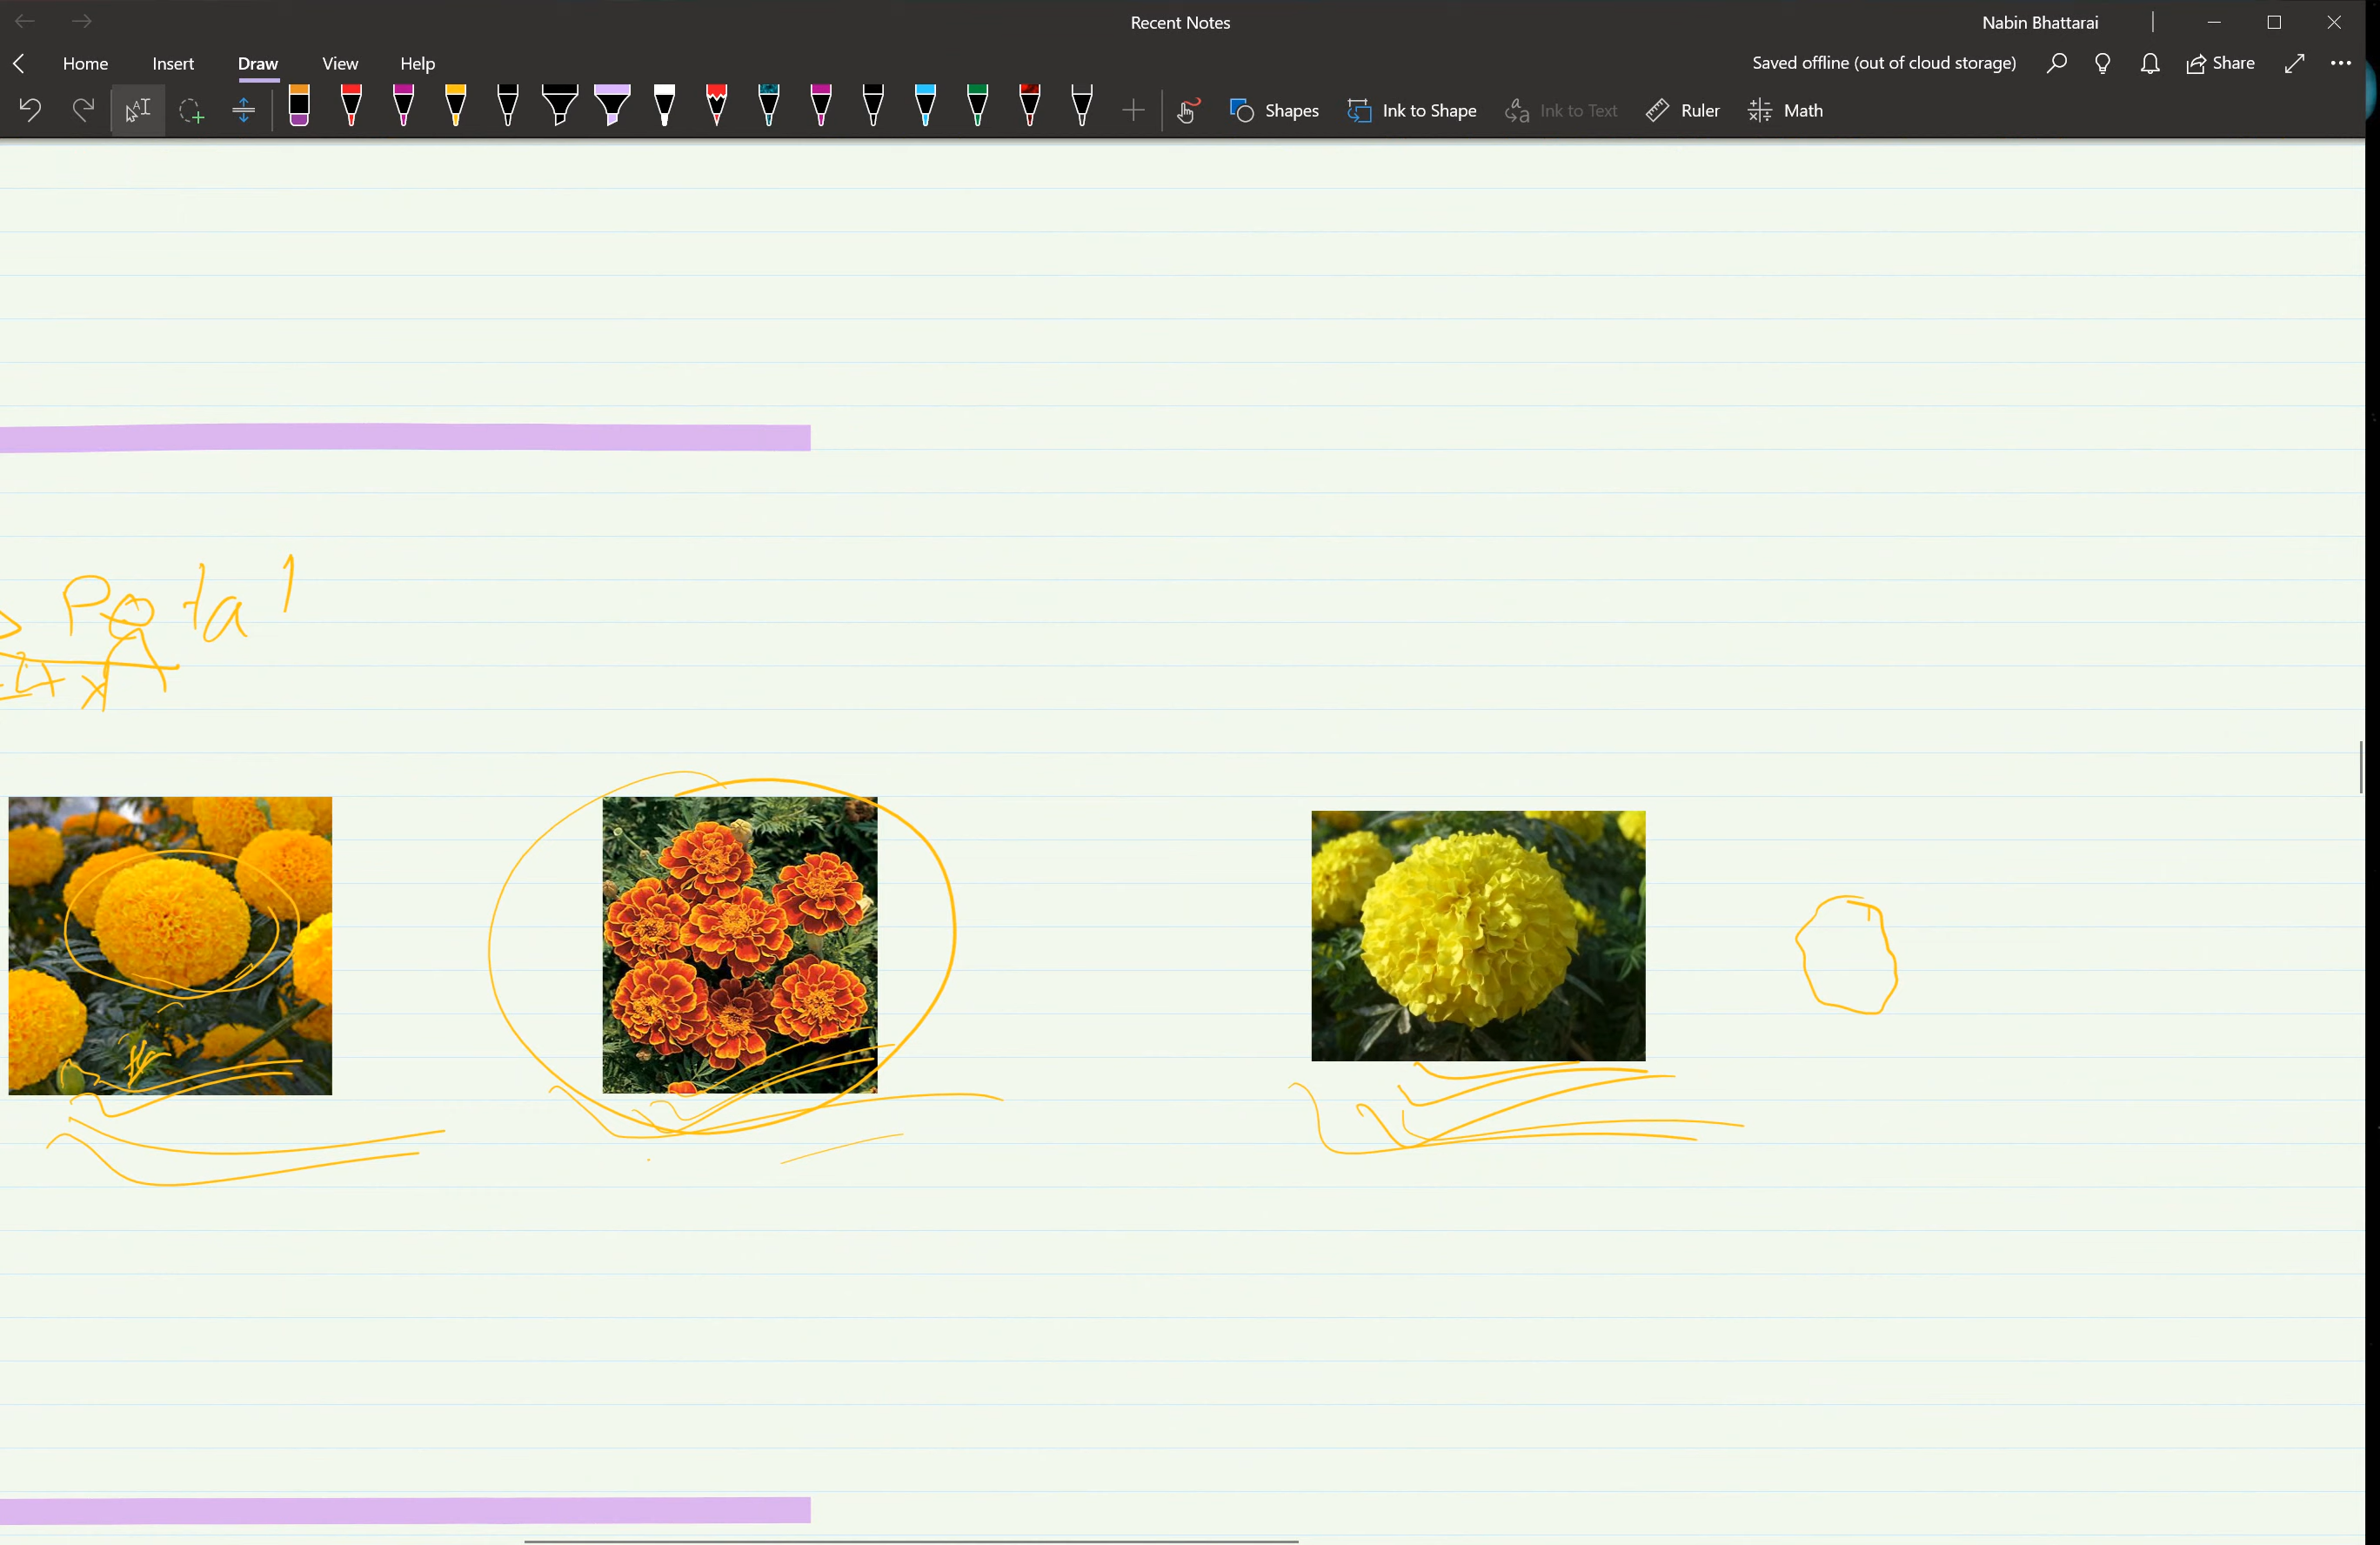 Recent Notes
Nabin Bhattarai
Home Insert Draw View Help
Saved offline (out of cloud storage) Share
Shapes Ink to Shape Ink to Text Ruler Math
Petal